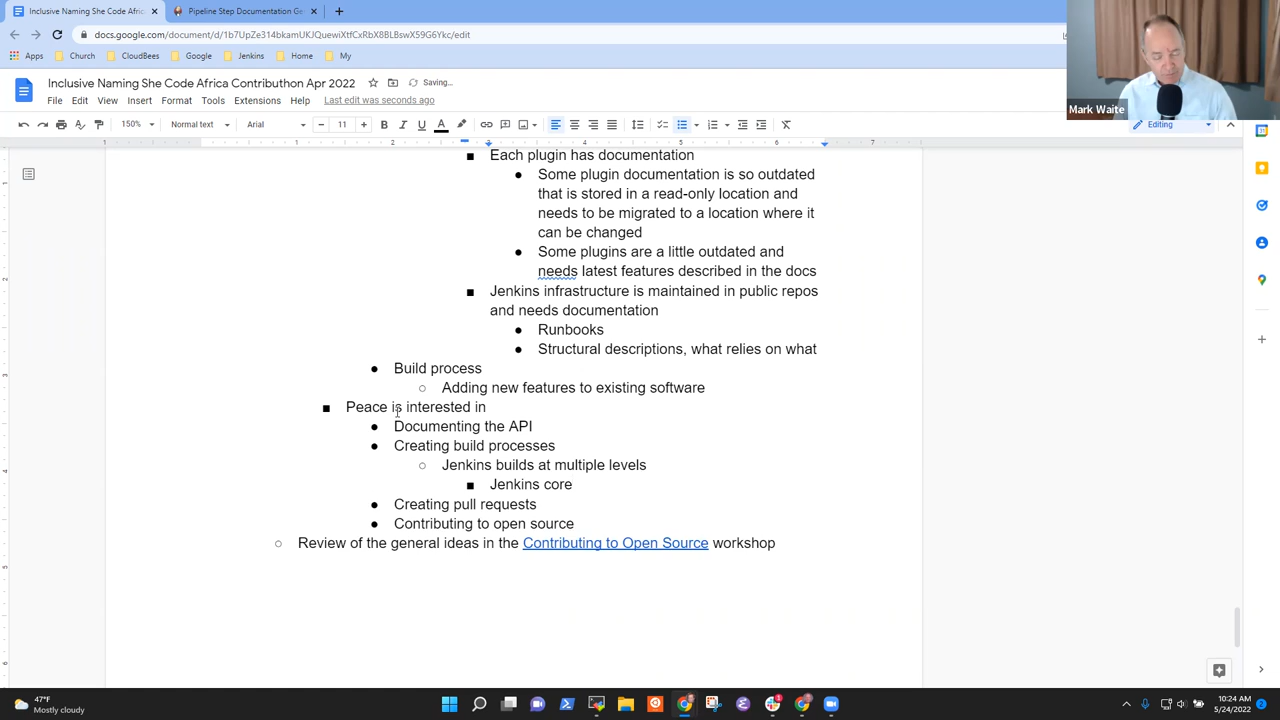 Inclusive Naming She Code Afric
Pipeline Step Documentation Ge
docs.google.com/document/d/1b7UpZe314bkamUKJQuewiXtfCxRbX8BLBswX59G6Ykc/edit
Apps Church CloudBees Google Jenkins Home My
Inclusive Naming She Code Africa Contributhon Apr 2022 Saving...
File Edit View Insert Format Tools Extensions Help Last edit was seconds ago
Mark Waite
150% Normal text Arial 11 Editing
1 1 2 3 4 5 6 7
■ Each plugin has documentation
● Some plugin documentation is so outdated
that is stored in a read-only location and
needs to be migrated to a location where it
can be changed
● Some plugins are a little outdated and
needs latest features described in the docs
■ Jenkins infrastructure is maintained in public repos
and needs documentation
● Runbooks
● Structural descriptions, what relies on what
● Build process
○ Adding new features to existing software
■ Peace is interested in
● Documenting the API
● Creating build processes
○ Jenkins builds at multiple levels
■ Jenkins core
● Creating pull requests
● Contributing to open source
○ Review of the general ideas in the Contributing to Open Source workshop
47°F
Mostly cloudy
10:24 AM
5/24/2022